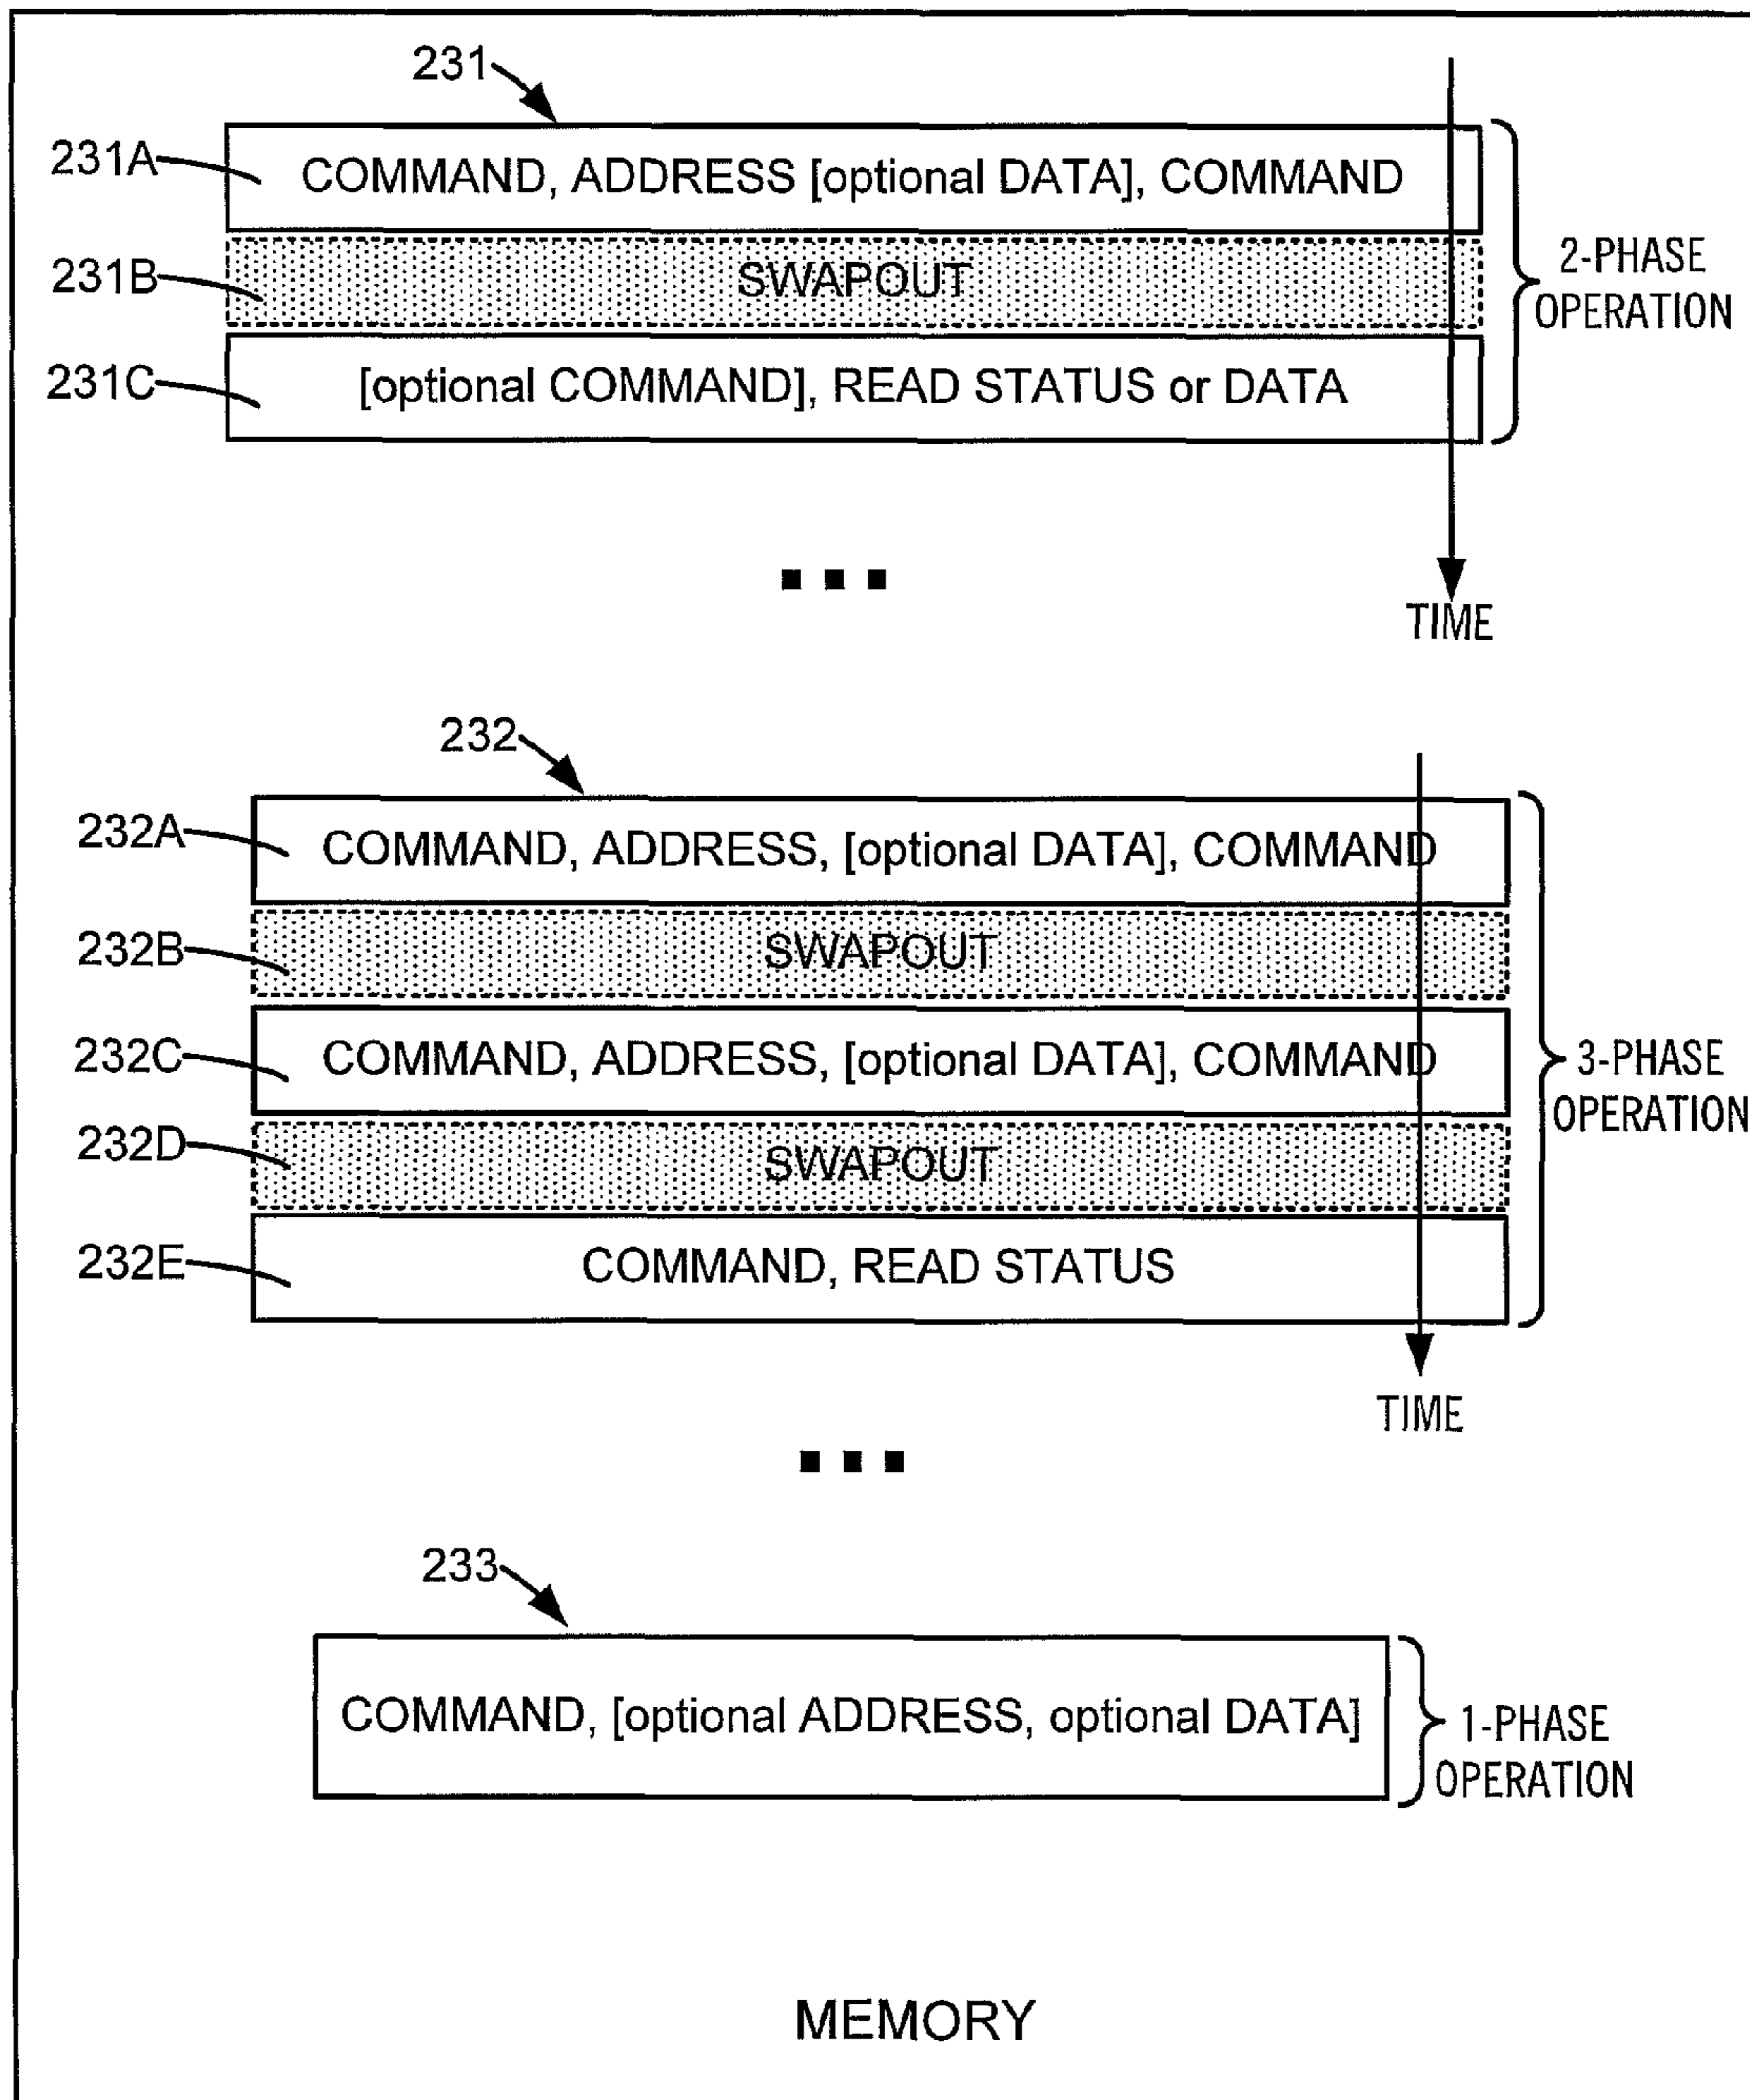 231
231A
COMMAND, ADDRESS [optional DATA], COMMAND
231B
SWAPOUT
2-PHASE
OPERATION
231C
[optional COMMAND], READ STATUS or DATA
TIME
232
232A
COMMAND, ADDRESS, [optional DATA], COMMAND
232B
SWAPOUT
232C
COMMAND, ADDRESS, [optional DATA], COMMAND
3-PHASE
OPERATION
232D
SWAPOUT
232E
COMMAND, READ STATUS
TIME
233
COMMAND, [optional ADDRESS, optional DATA]
1-PHASE
OPERATION
MEMORY